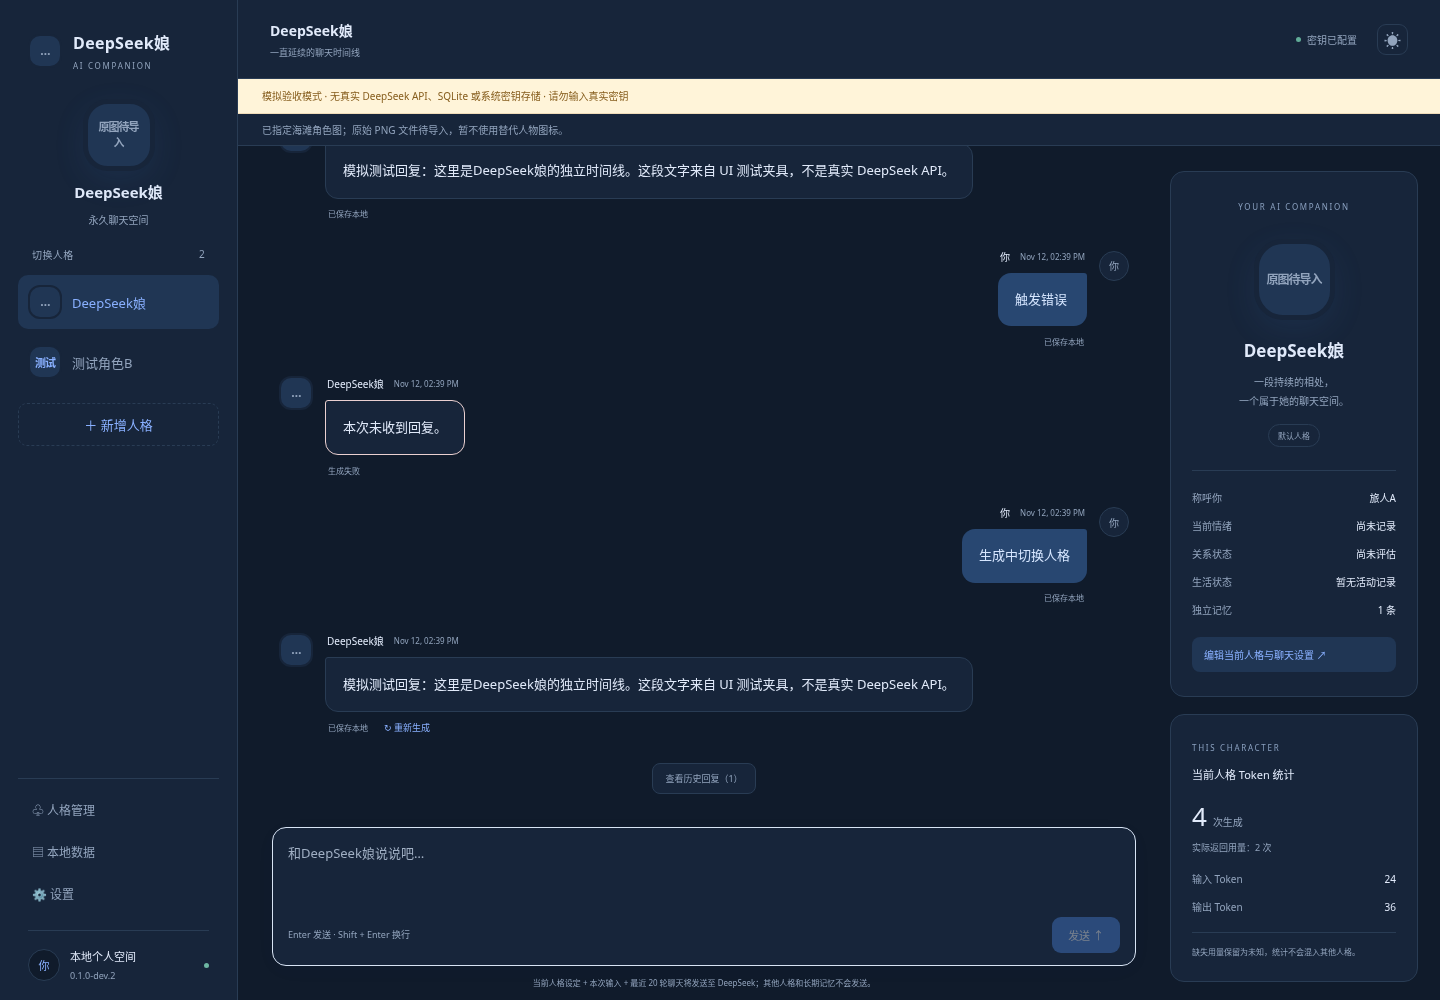 ...
DeepSeek娘
AI COMPANION
原图待导
入
DeepSeek娘
永久聊天空间
切换人格 2
... DeepSeek娘
测试 测试角色B
＋ 新增人格
♧ 人格管理
▤ 本地数据
⚙️ 设置
你 本地个人空间
0.1.0-dev.2
DeepSeek娘
一直延续的聊天时间线
密钥已配置
模拟验收模式 · 无真实 DeepSeek API、SQLite 或系统密钥存储 · 请勿输入真实密钥
已指定海滩角色图；原始 PNG 文件待导入，暂不使用替代人物图标。
模拟测试回复：这里是DeepSeek娘的独立时间线。这段文字来自 UI 测试夹具，不是真实 DeepSeek API。
已保存本地
你 Nov 12, 02:39 PM 你
触发错误
已保存本地
... DeepSeek娘 Nov 12, 02:39 PM
本次未收到回复。
生成失败
你 Nov 12, 02:39 PM 你
生成中切换人格
已保存本地
... DeepSeek娘 Nov 12, 02:39 PM
模拟测试回复：这里是DeepSeek娘的独立时间线。这段文字来自 UI 测试夹具，不是真实 DeepSeek API。
已保存本地 ↻ 重新生成
查看历史回复（1）
和DeepSeek娘说说吧...
Enter 发送 · Shift + Enter 换行 发送 ↑
当前人格设定 + 本次输入 + 最近 20 轮聊天将发送至 DeepSeek；其他人格和长期记忆不会发送。
YOUR AI COMPANION
原图待导入
DeepSeek娘
一段持续的相处，
一个属于她的聊天空间。
默认人格
称呼你 旅人A
当前情绪 尚未记录
关系状态 尚未评估
生活状态 暂无活动记录
独立记忆 1 条
编辑当前人格与聊天设置 ↗
THIS CHARACTER
当前人格 Token 统计
4 次生成
实际返回用量：2 次
输入 Token 24
输出 Token 36
缺失用量保留为未知，统计不会混入其他人格。